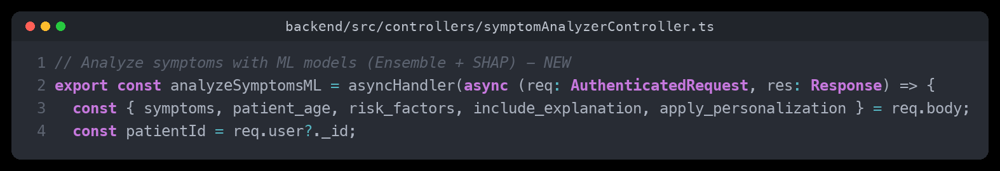 backend/src/controllers/symptomAnalyzerController.ts
1 // Analyze symptoms with ML models (Ensemble + SHAP) — NEW
2 export const analyzeSymptomsML = asyncHandler(async (req: AuthenticatedRequest, res: Response) => {
3   const { symptoms, patient_age, risk_factors, include_explanation, apply_personalization } = req.body;
4   const patientId = req.user?._id;